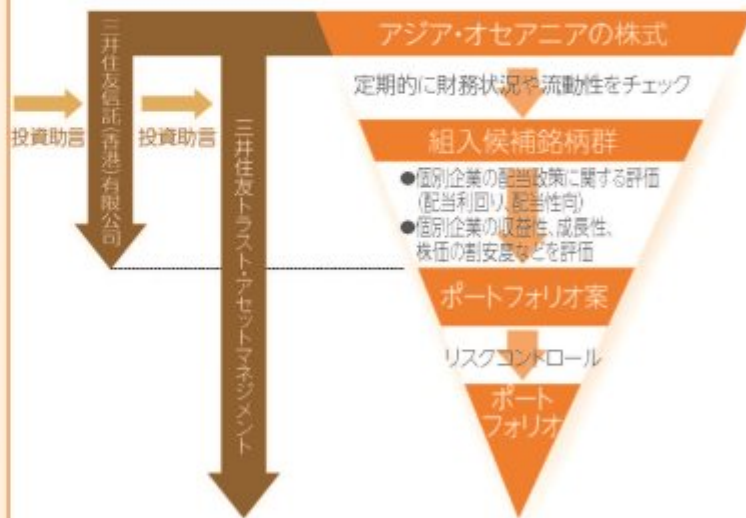 アジア・オセアニアの株式
定期的に財務状況や流動性をチェック
組入候補銘柄群
●個別企業の配当政策に関する評価
(配当利回り、配当性向)
●個別企業の収益性、成長性、
株価の割安度などを評価
ポートフォリオ案
リスクコントロール
ポート
フォリオ
投資助言
三井住友信託(香港)有限公司
投資助言
三井住友トラスト・アセットマネジメント